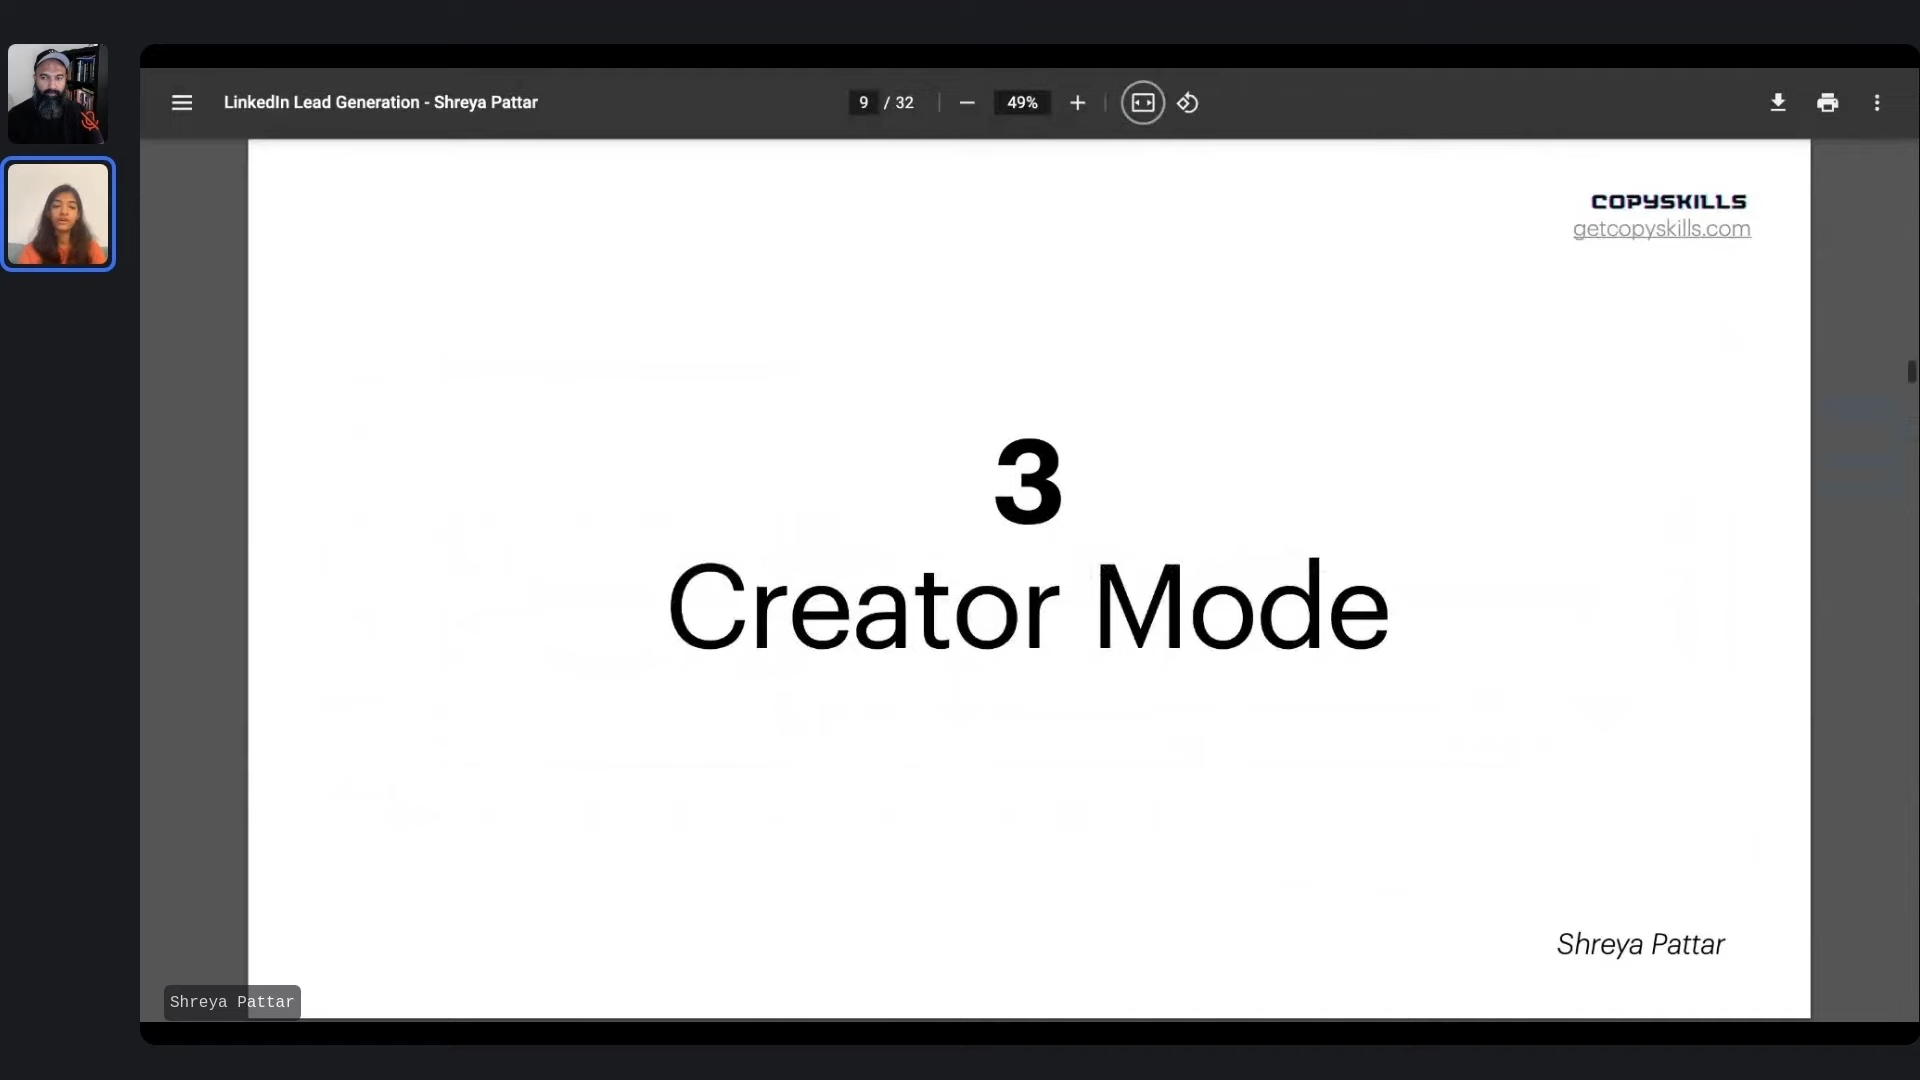 LinkedIn Lead Generation - Shreya Pattar
9 / 32
49%
COPYSKILLS
getcopyskills.com
3
Creator Mode
Shreya Pattar
Shreya Pattar